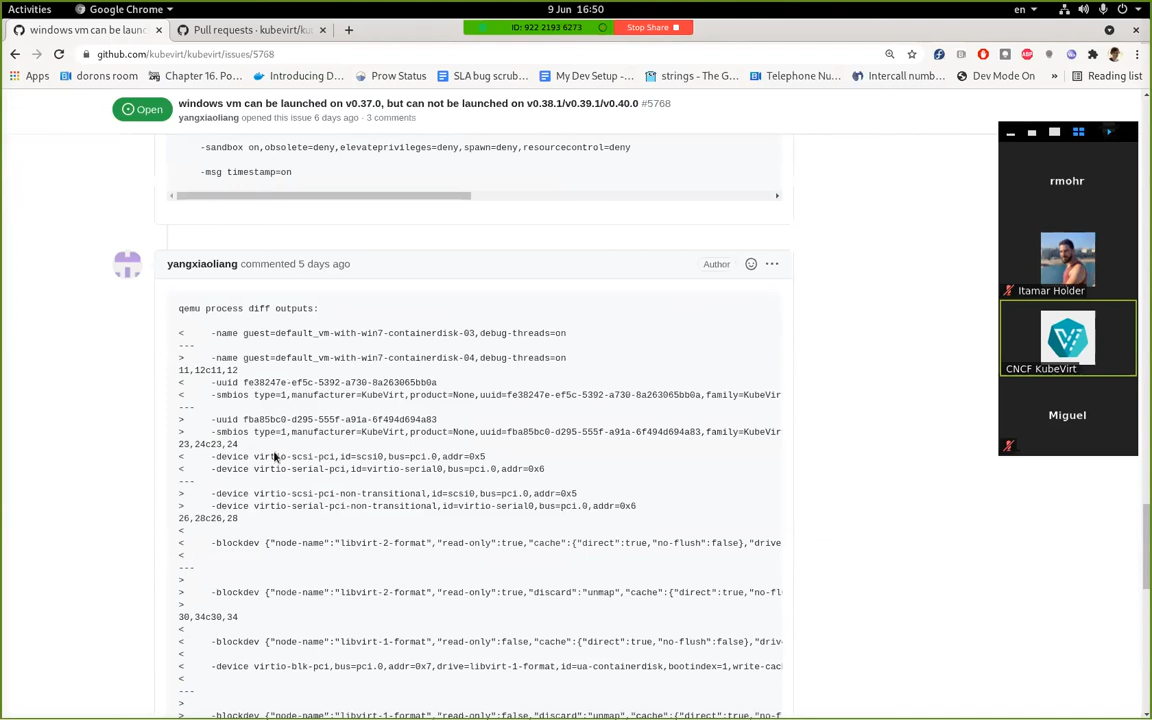 Activities
Google Chrome
9 Jun 16:50
en
windows vm can be launc
Pull requests · kubevirt/kub
ID: 922 2193 6273
Stop Share
github.com/kubevirt/kubevirt/issues/5768
Apps
dorons room
Chapter 16. Po...
Introducing D...
Prow Status
SLA bug scrub...
My Dev Setup -...
strings - The G...
Telephone Nu...
Intercall numb...
Dev Mode On
»
Reading list
Open
windows vm can be launched on v0.37.0, but can not be launched on v0.38.1/v0.39.1/v0.40.0 #5768
yangxiaoliang opened this issue 6 days ago · 3 comments
-sandbox on,obsolete=deny,elevateprivileges=deny,spawn=deny,resourcecontrol=deny
-msg timestamp=on
yangxiaoliang commented 5 days ago
Author
qemu process diff outputs:
< -name guest=default_vm-with-win7-containerdisk-03,debug-threads=on
---
> -name guest=default_vm-with-win7-containerdisk-04,debug-threads=on
11,12c11,12
< -uuid fe38247e-ef5c-5392-a730-8a263065bb0a
< -smbios type=1,manufacturer=KubeVirt,product=None,uuid=fe38247e-ef5c-5392-a730-8a263065bb0a,family=KubeVir
---
> -uuid fba85bc0-d295-555f-a91a-6f494d694a83
> -smbios type=1,manufacturer=KubeVirt,product=None,uuid=fba85bc0-d295-555f-a91a-6f494d694a83,family=KubeVir
23,24c23,24
< -device virtio-scsi-pci,id=scsi0,bus=pci.0,addr=0x5
< -device virtio-serial-pci,id=virtio-serial0,bus=pci.0,addr=0x6
---
> -device virtio-scsi-pci-non-transitional,id=scsi0,bus=pci.0,addr=0x5
> -device virtio-serial-pci-non-transitional,id=virtio-serial0,bus=pci.0,addr=0x6
26,28c26,28
<
< -blockdev {"node-name":"libvirt-2-format","read-only":true,"cache":{"direct":true,"no-flush":false},"drive
<
---
>
> -blockdev {"node-name":"libvirt-2-format","read-only":true,"discard":"unmap","cache":{"direct":true,"no-fl
>
30,34c30,34
<
< -blockdev {"node-name":"libvirt-1-format","read-only":false,"cache":{"direct":true,"no-flush":false},"driv
<
< -device virtio-blk-pci,bus=pci.0,addr=0x7,drive=libvirt-1-format,id=ua-containerdisk,bootindex=1,write-cac
<
---
>
> -blockdev {"node-name":"libvirt-1-format","read-only":false,"discard":"unmap","cache":{"direct":true,"no-f
rmohr
Itamar Holder
CNCF KubeVirt
Miguel